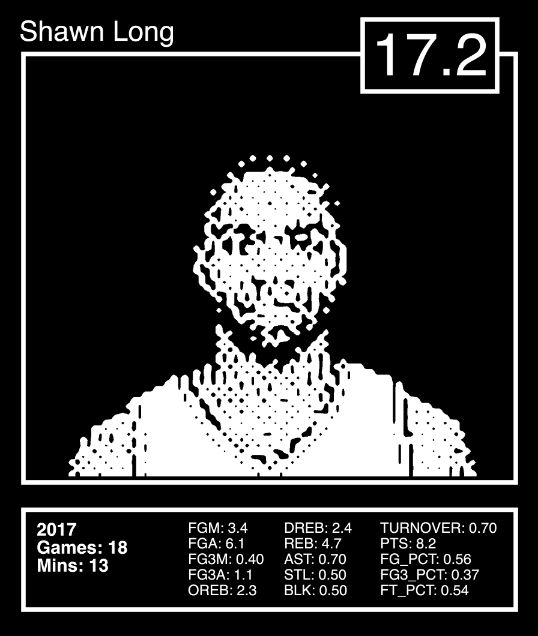 Shawn Long
17.2
2017
Games: 18
Mins: 13
FGM: 3.4
FGA: 6.1
FG3M: 0.40
FG3A: 1.1
OREB: 2.3
DREB: 2.4
REB: 4.7
AST: 0.70
STL: 0.50
BLK: 0.50
TURNOVER: 0.70
PTS: 8.2
FG_PCT: 0.56
FG3_PCT: 0.37
FT_PCT: 0.54